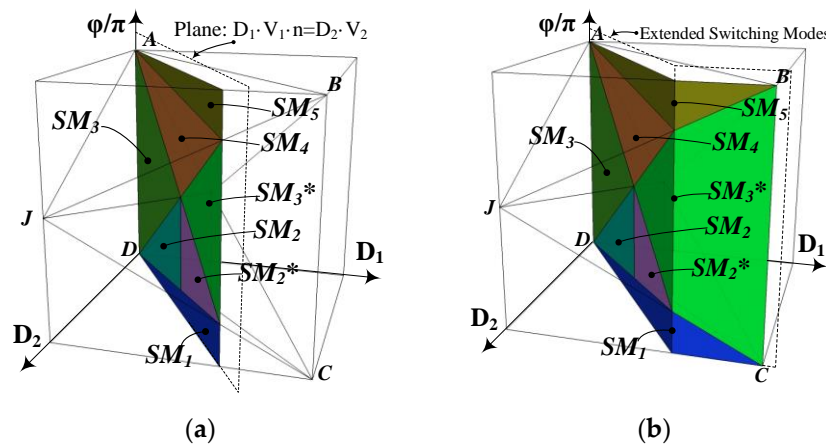 φ/π
A
Plane: D₁·V₁·n=D₂·V₂
B
SM₅
SM₃
SM₄
SM₃*
J
SM₂
D
D₁
SM₂*
D₂
SM₁
C
(a)
φ/π
A
Extended Switching Modes
B
SM₅
SM₃
SM₄
SM₃*
J
SM₂
D
D₁
SM₂*
D₂
SM₁
C
(b)